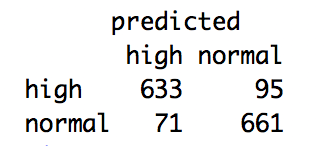 predicted
high normal
high 633 95
normal 71 661